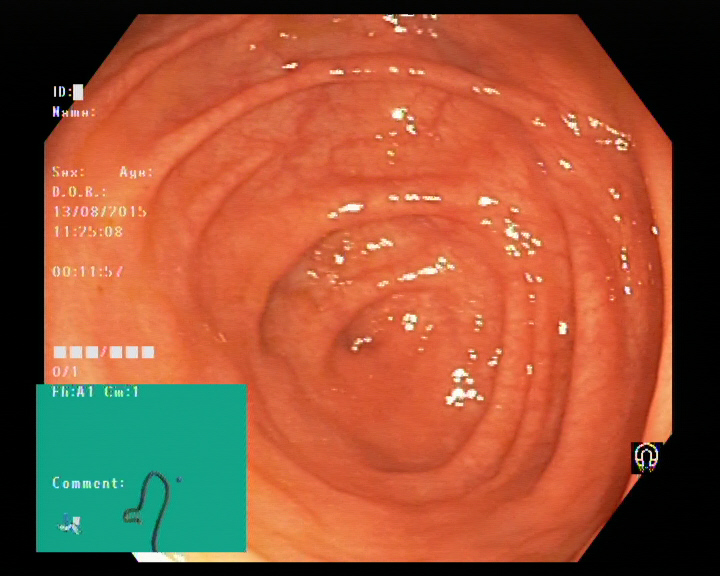 ID:
Name:
Sex: Age:
D.O.B.:
13/08/2015
11:25:08
00:11:57
/
0/1
Eh:A1 Cm:1
Comment: